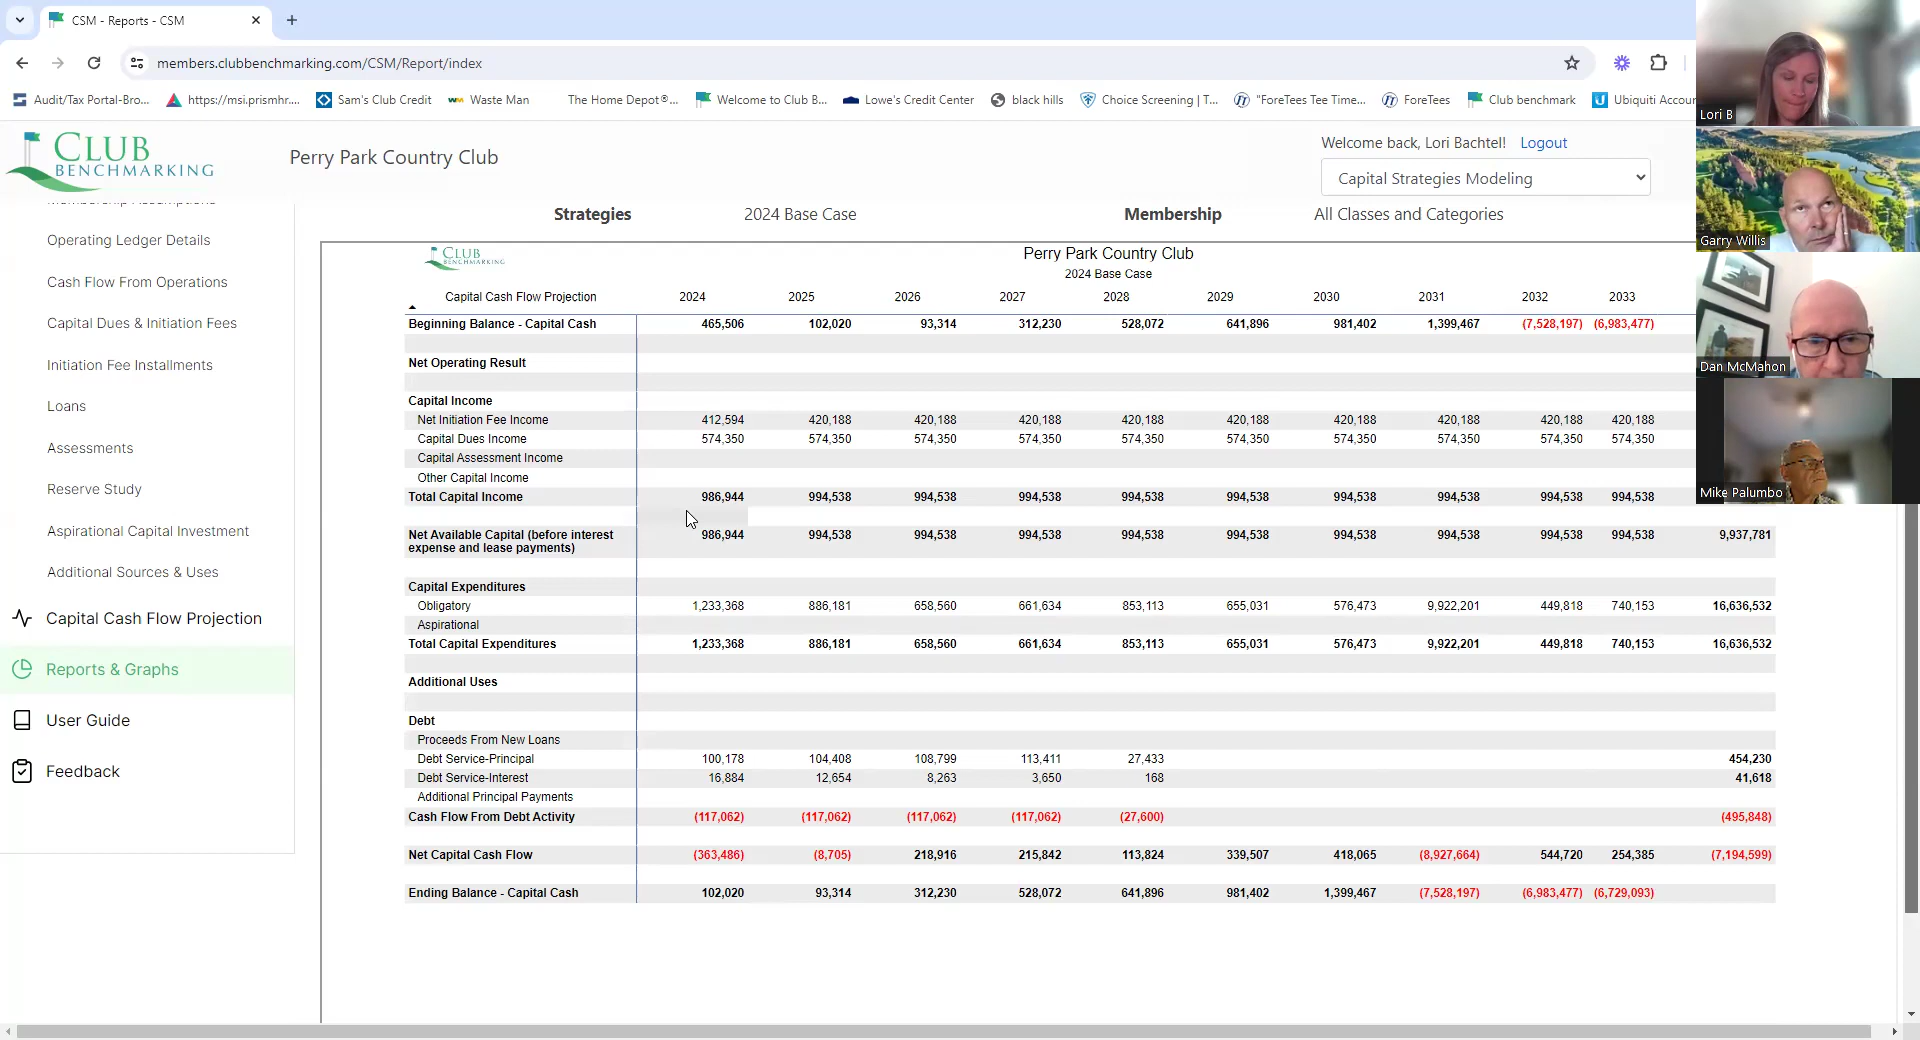 CSM - Reports - CSM
members.clubbenchmarking.com/CSM/Report/index
Audit/Tax Portal-Bro... https://msi.prismhr.... Sam's Club Credit Waste Man The Home Depot®... Welcome to Club B... Lowe's Credit Center black hills Choice Screening | T... "ForeTees Tee Time... ForeTees Club benchmark Ubiquiti Accou
CLUB
BENCHMARKING
Perry Park Country Club
Welcome back, Lori Bachtel! Logout
Capital Strategies Modeling
Strategies 2024 Base Case Membership All Classes and Categories
Membership Assumptions
Operating Ledger Details
Cash Flow From Operations
Capital Dues & Initiation Fees
Initiation Fee Installments
Loans
Assessments
Reserve Study
Aspirational Capital Investment
Additional Sources & Uses
Capital Cash Flow Projection
Reports & Graphs
User Guide
Feedback
CLUB
BENCHMARKING
Perry Park Country Club
2024 Base Case
Capital Cash Flow Projection 2024 2025 2026 2027 2028 2029 2030 2031 2032 2033
Beginning Balance - Capital Cash 465,506 102,020 93,314 312,230 528,072 641,896 981,402 1,399,467 (7,528,197) (6,983,477)
Net Operating Result
Capital Income
Net Initiation Fee Income 412,594 420,188 420,188 420,188 420,188 420,188 420,188 420,188 420,188 420,188
Capital Dues Income 574,350 574,350 574,350 574,350 574,350 574,350 574,350 574,350 574,350 574,350
Capital Assessment Income
Other Capital Income
Total Capital Income 986,944 994,538 994,538 994,538 994,538 994,538 994,538 994,538 994,538 994,538
Net Available Capital (before interest
expense and lease payments) 986,944 994,538 994,538 994,538 994,538 994,538 994,538 994,538 994,538 994,538 9,937,781
Capital Expenditures
Obligatory 1,233,368 886,181 658,560 661,634 853,113 655,031 576,473 9,922,201 449,818 740,153 16,636,532
Aspirational
Total Capital Expenditures 1,233,368 886,181 658,560 661,634 853,113 655,031 576,473 9,922,201 449,818 740,153 16,636,532
Additional Uses
Debt
Proceeds From New Loans
Debt Service-Principal 100,178 104,408 108,799 113,411 27,433 454,230
Debt Service-Interest 16,884 12,654 8,263 3,650 168 41,618
Additional Principal Payments
Cash Flow From Debt Activity (117,062) (117,062) (117,062) (117,062) (27,600) (495,848)
Net Capital Cash Flow (363,486) (8,705) 218,916 215,842 113,824 339,507 418,065 (8,927,664) 544,720 254,385 (7,194,599)
Ending Balance - Capital Cash 102,020 93,314 312,230 528,072 641,896 981,402 1,399,467 (7,528,197) (6,983,477) (6,729,093)
Lori B
Garry Willis
Dan McMahon
Mike Palumbo